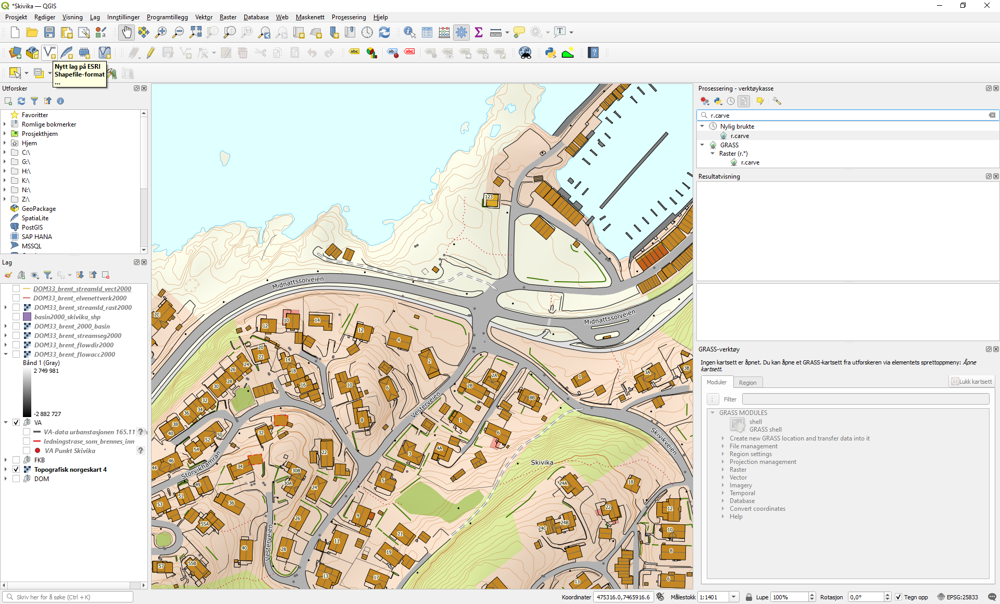 *Skivika — QGIS
Prosjekt Rediger Visning Lag Innstillinger Programtillegg Vektor Raster Database Web Maskenett Prosessering Hjelp
Nytt lag på ESRI
Shapefile-format
...
Utforsker
Favoritter
Romlige bokmerker
Prosjekthjem
Hjem
C:\
G:\
H:\
K:\
N:\
Z:\
GeoPackage
SpatiaLite
PostGIS
SAP HANA
MSSQL
Lag
DOM33_brent_streamId_vect2000
DOM33_brent_elvenettverk2000
DOM33_brent_streamId_rast2000
basin2000_skivika_shp
DOM33_brent_2000_basin
DOM33_brent_streamseg2000
DOM33_brent_flowdir2000
DOM33_brent_flowacc2000
Bånd 1 (Gray)
2 749 981
-2 882 727
VA
VA-data urbanstasjonen 165.11
ledningstrase_som_brennes_inn
VA Punkt Skivika
FKB
Topografisk norgeskart 4
DOM
Skriv her for å søke (Ctrl +K)
123
Midnattssolveien
Midnattssolveien
2C
10
14
12
12
4
20
22
24
14
2
26
18
28
16
30
10
6
2A
2B
1
3A
3B
8B
32
34
36
8
Vesterveien
1
38
40
50
32
6
52
54
4A
3
22
Skivikveien
46
44
34
Storvikhamran
Skivika
30B
30A
24
5
49
51
53
36
24A
18
26
9
22
12
55A
24B
24C
21
10
Vesterveien
11
40
28
19
8
57
55B
13
17
13
6
Prosessering - verktøykasse
r.carve
Nylig brukte
r.carve
GRASS
Raster (r.*)
r.carve
Resultatvisning
GRASS-verktøy
Ingen kartsett er åpnet. Du kan åpne et GRASS-kartsett fra utforskeren via elementets sprettoppmeny: Åpne
kartsett.
Moduler Region Lukk kartsett
Filter
GRASS MODULES
shell
GRASS shell
Create new GRASS location and transfer data into it
File management
Region settings
Projection management
Raster
Vector
Imagery
Temporal
Database
Convert coordinates
Help
Koordinater 475316.0,7465916.6 Målestokk 1:1401 Lupe 100% Rotasjon 0,0° Tegn opp EPSG:25833